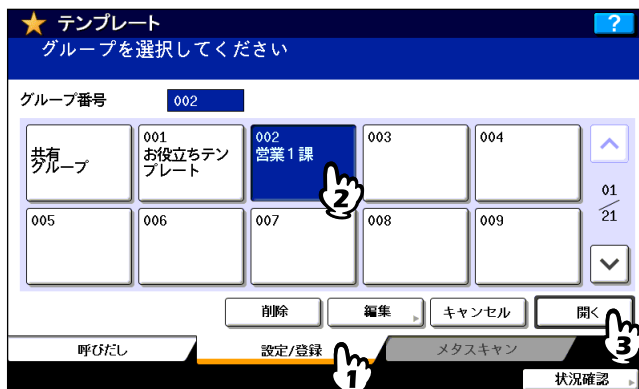 テンプレート
?
グループを選択してください
グループ番号
002
共有
グループ
001
お役立ちテン
プレート
002
営業1課
003
004
005
006
007
008
009
01
21
2
削除
編集
キャンセル
開く
3
呼びだし
設定/登録
メタスキャン
1
状況確認